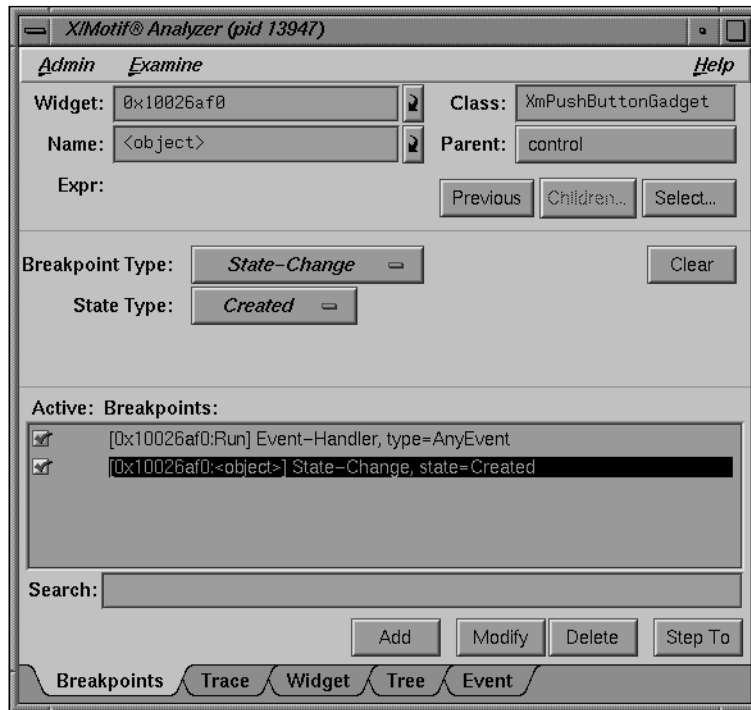 X/Motif® Analyzer (pid 13947)
Admin Examine Help
Widget: 0x10026af0 Class: XmPushButtonGadget
Name: <object> Parent: control
Expr:
Previous Children... Select...
Breakpoint Type: State-Change Clear
State Type: Created
Active: Breakpoints:
[0x10026af0:Run] Event-Handler, type=AnyEvent
[0x10026af0:<object>] State-Change, state=Created
Search:
Add Modify Delete Step To
Breakpoints Trace Widget Tree Event